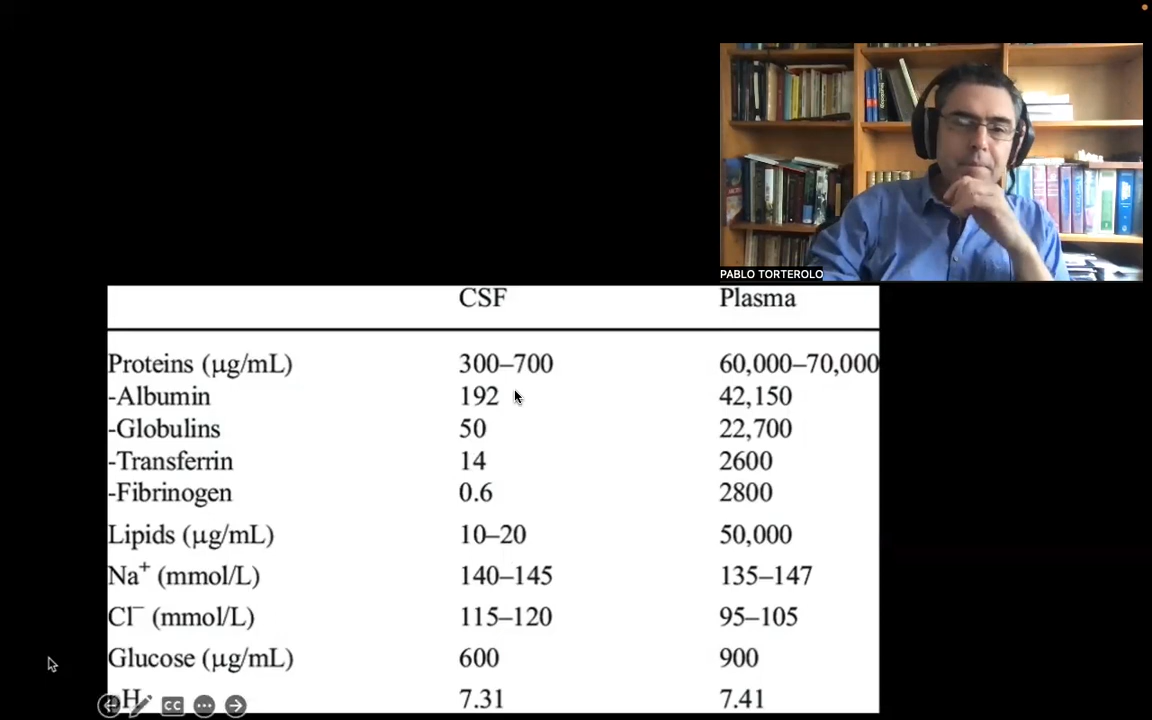 PABLO TORTEROLO
CSF Plasma
Proteins (µg/mL) 300–700 60,000–70,000
-Albumin 192 42,150
-Globulins 50 22,700
-Transferrin 14 2600
-Fibrinogen 0.6 2800
Lipids (µg/mL) 10–20 50,000
Na⁺ (mmol/L) 140–145 135–147
Cl⁻ (mmol/L) 115–120 95–105
Glucose (µg/mL) 600 900
pH 7.31 7.41
CC